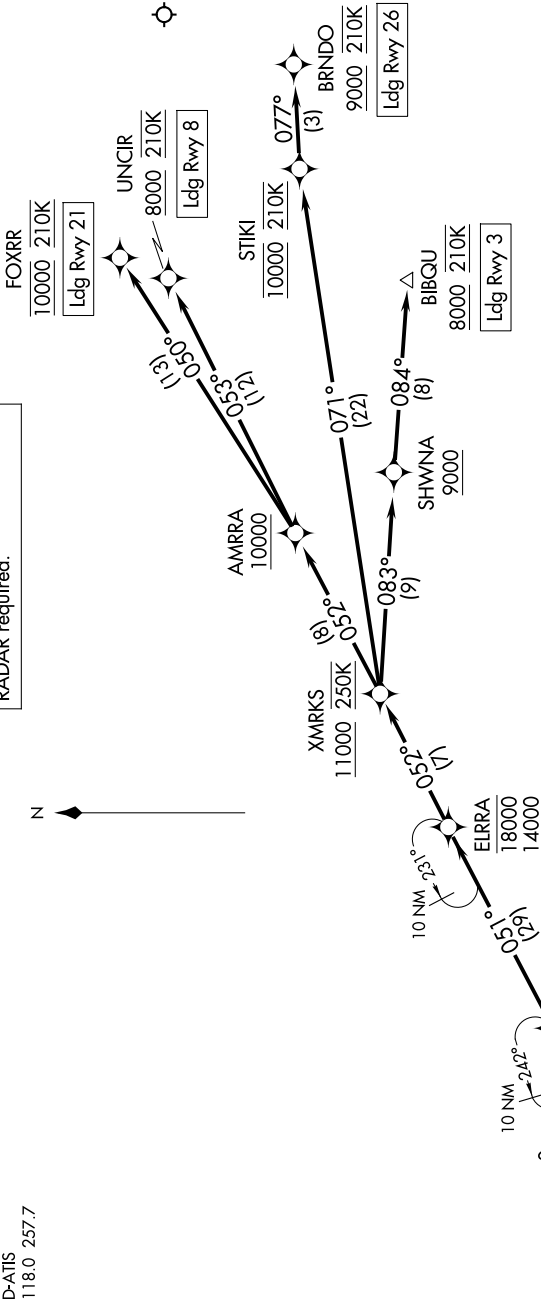 D-ATIS
118.0 257.7
RADAR required.
N
FOXRR
10000 210K
Ldg Rwy 21
UNCIR
8000 210K
Ldg Rwy 8
BRNDO
9000 210K
Ldg Rwy 26
077°
(3)
STIKI
10000 210K
BIBQU
8000 210K
Ldg Rwy 3
(13)
050°
053°
(12)
071°
(22)
084°
(8)
SHWNA
9000
AMRRA
10000
083°
(9)
(8)
052°
XMRKS
11000 250K
052°
(7)
ELRRA
18000
14000
10 NM
231°
051°
(29)
10 NM
242°